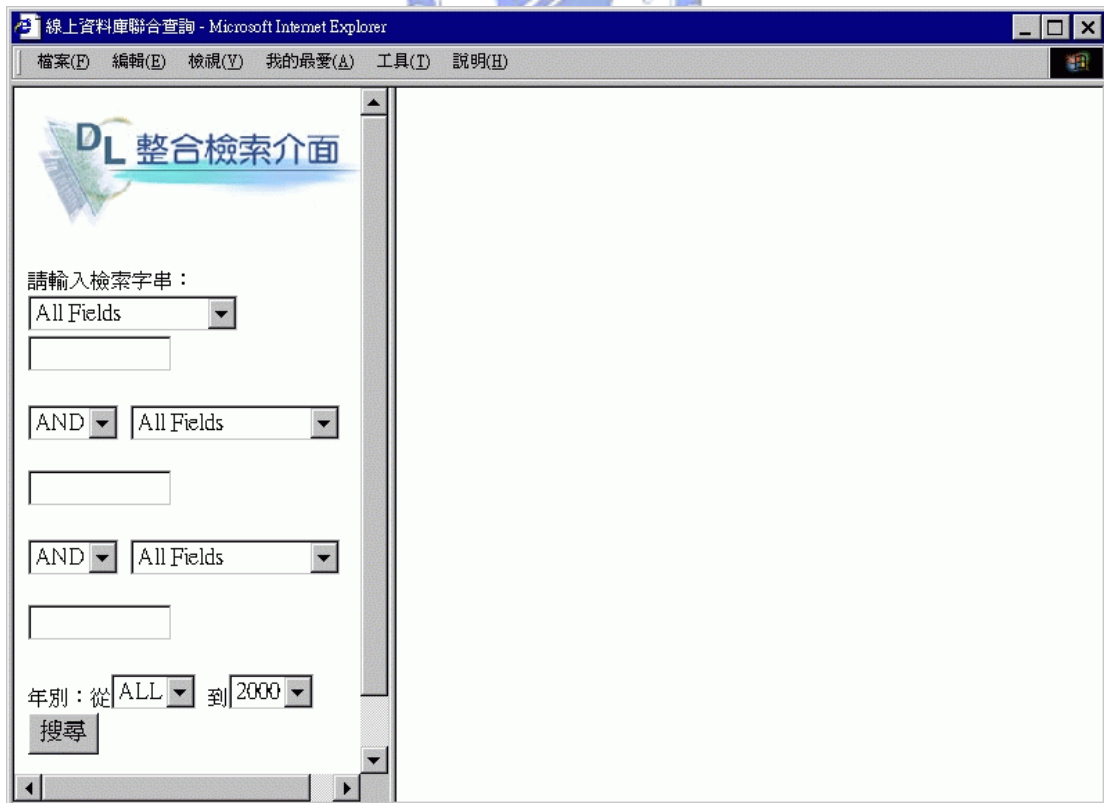 線上資料庫聯合查詢 - Microsoft Internet Explorer
檔案(F) 編輯(E) 檢視(V) 我的最愛(A) 工具(T) 說明(H)
DL 整合檢索介面
請輸入檢索字串：
All Fields
AND All Fields
AND All Fields
年別：從 ALL 到 2000
搜尋